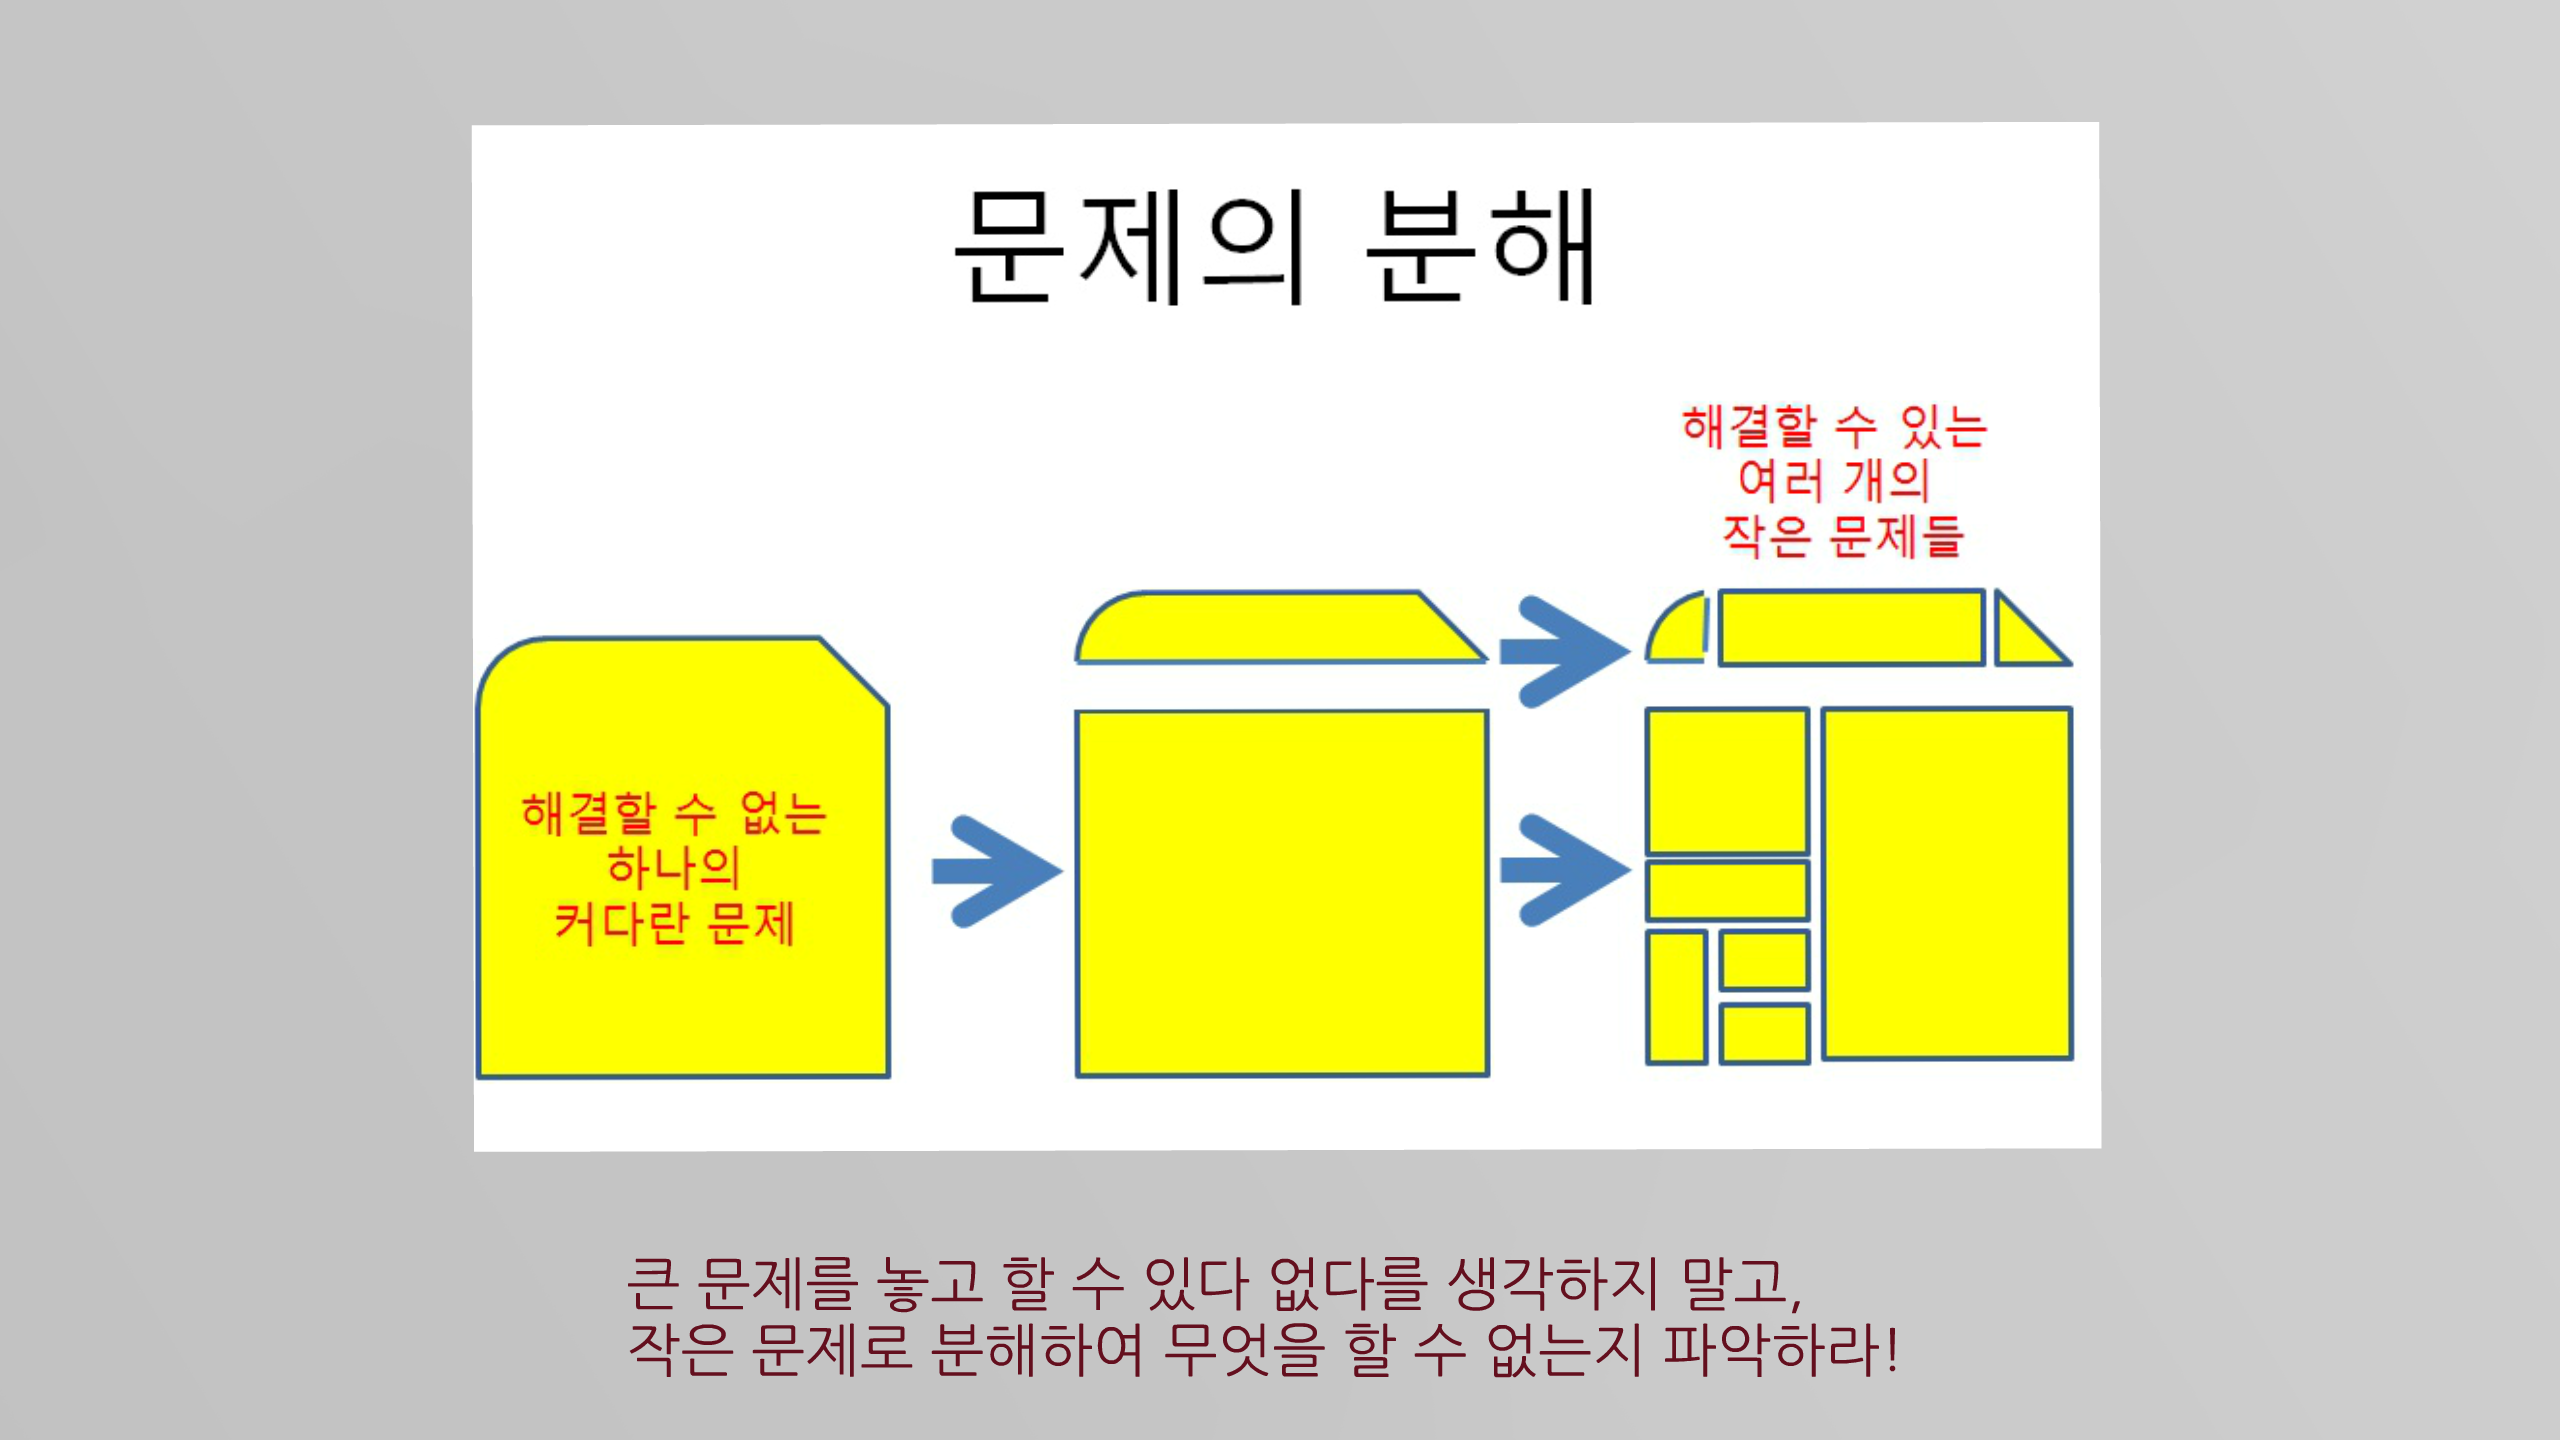 문제의 분해
해결할 수 있는
여러 개의
작은 문제들
해결할 수 없는
하나의
커다란 문제
큰 문제를 놓고 할 수 있다 없다를 생각하지 말고,
작은 문제로 분해하여 무엇을 할 수 없는지 파악하라!